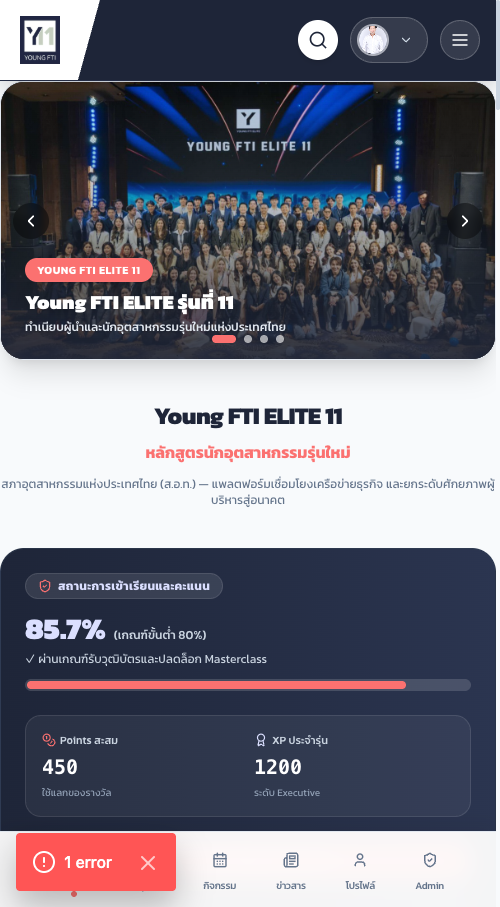 YI1
YOUNG FTI
Y
YOUNG FTI ELITE 11
YOUNG FTI ELITE 11
Young FTI ELITE รุ่นที่ 11
ทำเนียบผู้นำและนักอุตสาหกรรมรุ่นใหม่แห่งประเทศไทย
Young FTI ELITE 11
หลักสูตรนักอุตสาหกรรมรุ่นใหม่
สภาอุตสาหกรรมแห่งประเทศไทย (ส.อ.ท.) — แพลตฟอร์มเชื่อมโยงเครือข่ายธุรกิจ และยกระดับศักยภาพผู้
บริหารสู่อนาคต
สถานะการเข้าเรียนและคะแนน
85.7% (เกณฑ์ขั้นต่ำ 80%)
✓ ผ่านเกณฑ์รับวุฒิบัตรและปลดล็อก Masterclass
Points สะสม
450
ใช้แลกของรางวัล
XP ประจำรุ่น
1200
ระดับ Executive
1 error
กิจกรรม
ข่าวสาร
โปรไฟล์
Admin